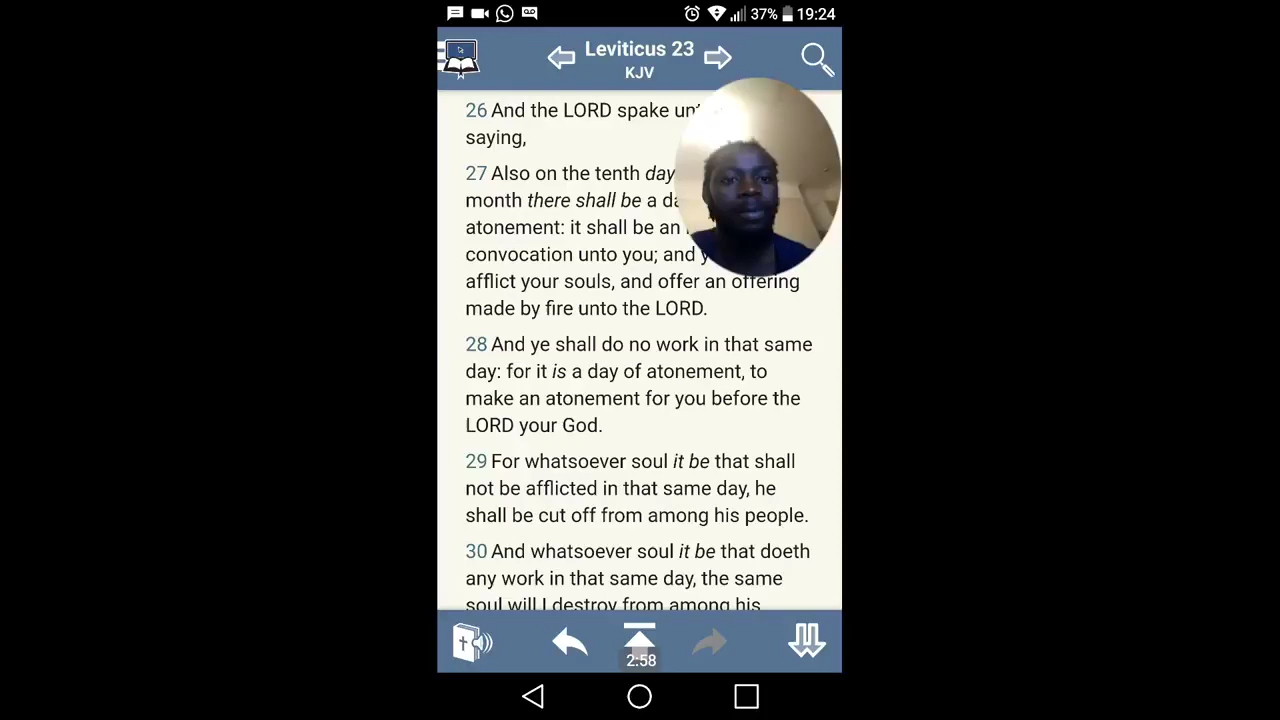 37% 19:24
Leviticus 23
KJV
26 And the LORD spake
saying,
27 Also on the tenth day
month there shall be a
atonement: it shall be an
convocation unto you; and
afflict your souls, and offer an offering
made by fire unto the LORD.
28 And ye shall do no work in that same
day: for it is a day of atonement, to
make an atonement for you before the
LORD your God.
29 For whatsoever soul it be that shall
not be afflicted in that same day, he
shall be cut off from among his people.
30 And whatsoever soul it be that doeth
any work in that same day, the same
soul will I destroy from among his
2:58